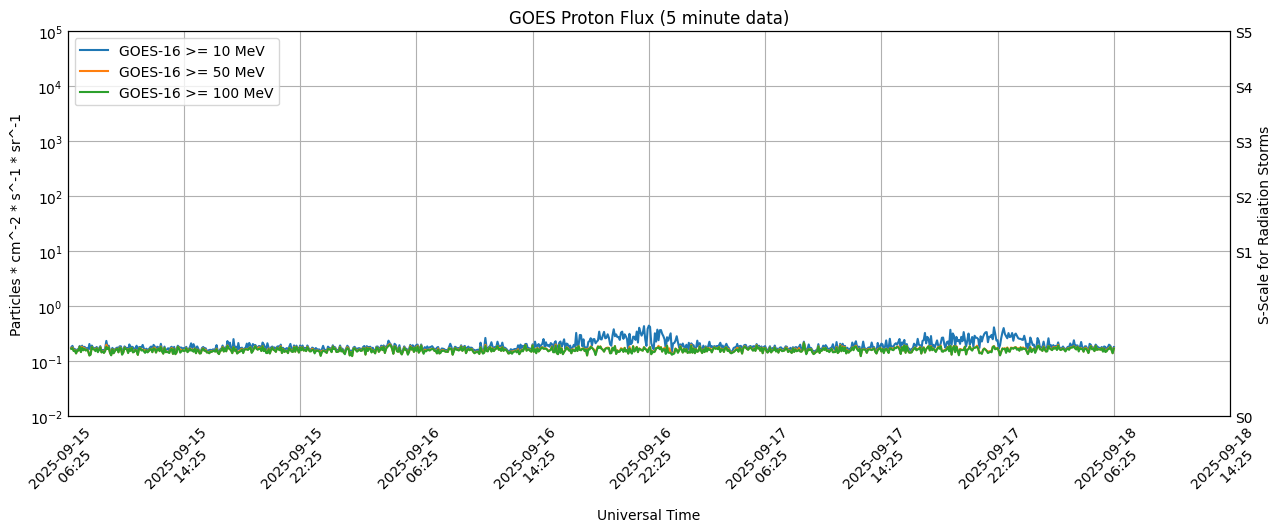 GOES Proton Flux (5 minute data)
GOES-16 >= 10 MeV
GOES-16 >= 50 MeV
GOES-16 >= 100 MeV
Particles * cm^-2 * s^-1 * sr^-1
10^5
10^4
10^3
10^2
10^1
10^0
10^-1
10^-2
S5
S4
S3
S2
S1
S0
S-Scale for Radiation Storms
2025-09-15
06:25
2025-09-15
14:25
2025-09-15
22:25
2025-09-16
06:25
2025-09-16
14:25
2025-09-16
22:25
2025-09-17
06:25
2025-09-17
14:25
2025-09-17
22:25
2025-09-18
06:25
2025-09-18
14:25
Universal Time